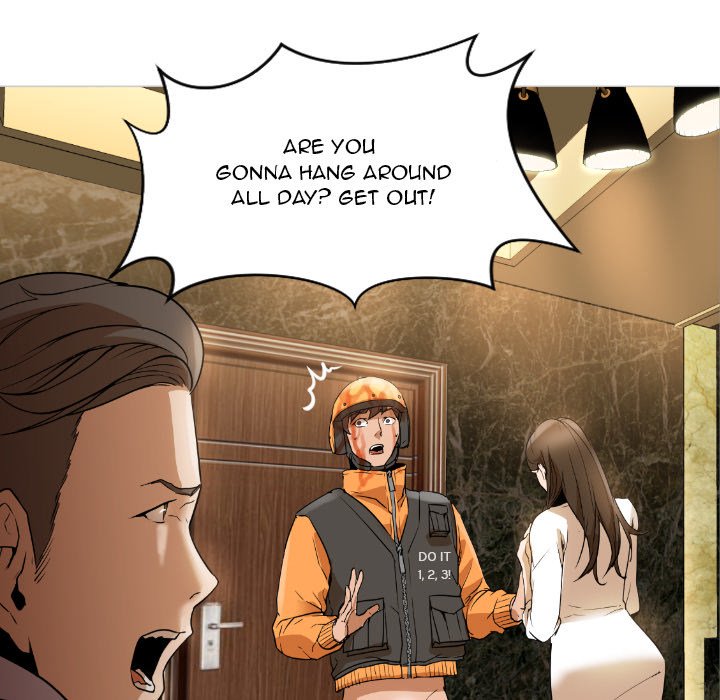 ARE YOU
GONNA HANG AROUND
ALL DAY? GET OUT!
DO IT
1, 2, 3!